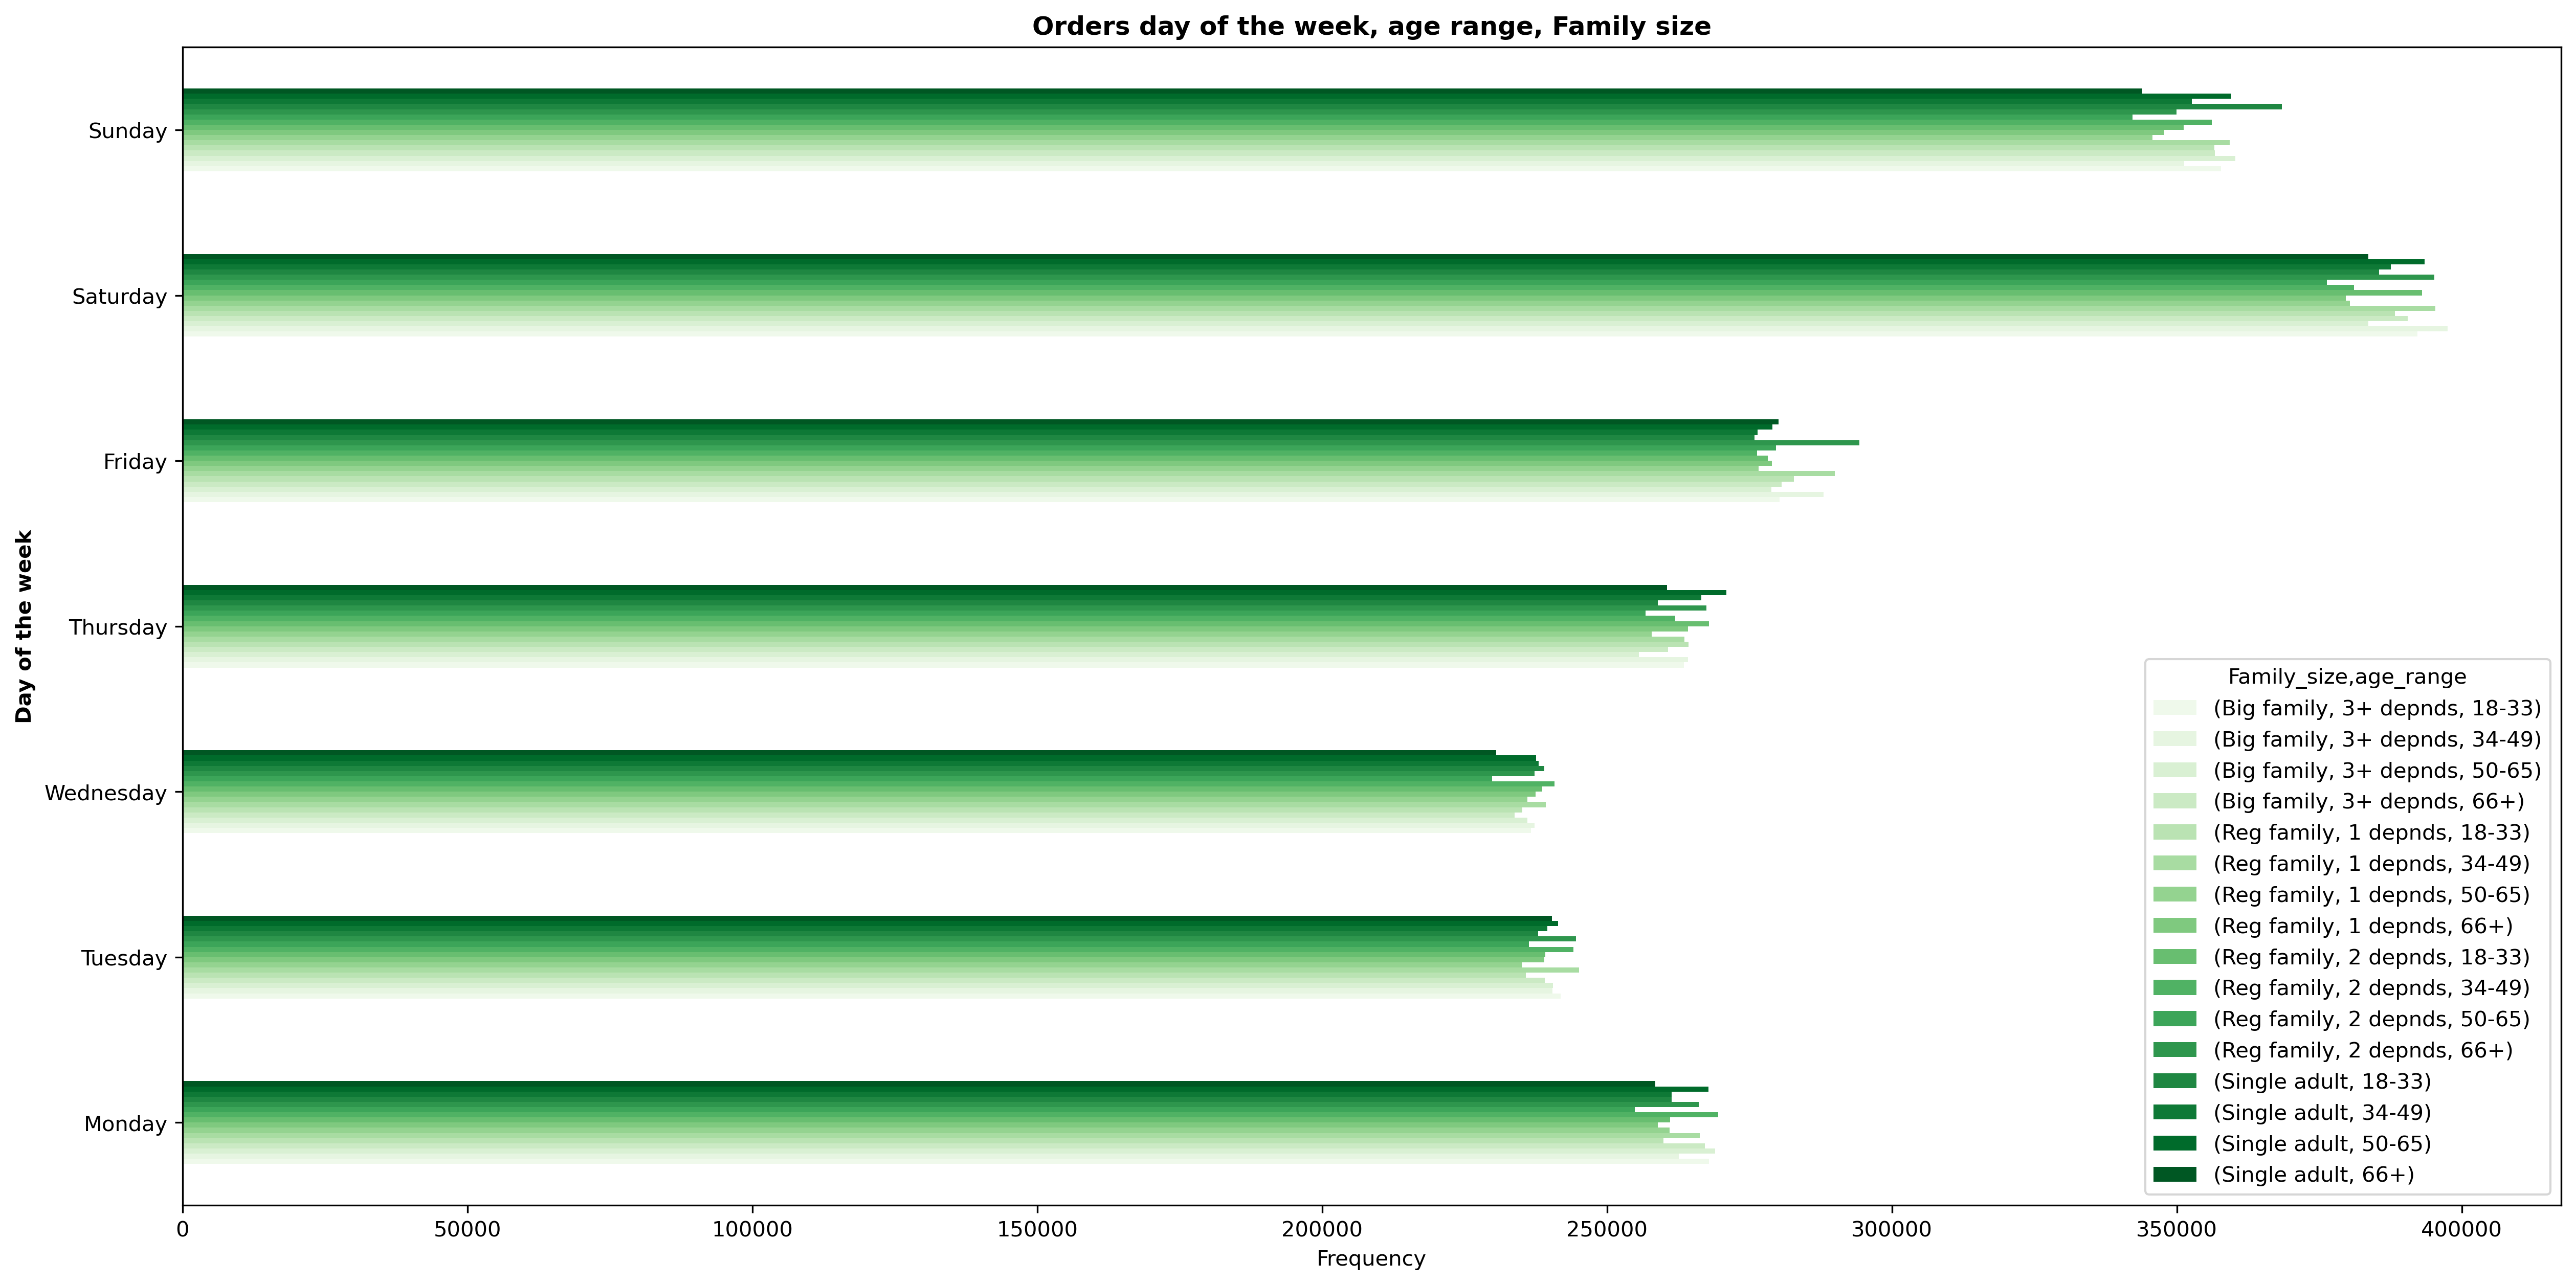 Orders day of the week, age range, Family size
Day of the week
Sunday
Saturday
Friday
Thursday
Wednesday
Tuesday
Monday
Family_size,age_range
(Big family, 3+ depnds, 18-33)
(Big family, 3+ depnds, 34-49)
(Big family, 3+ depnds, 50-65)
(Big family, 3+ depnds, 66+)
(Reg family, 1 depnds, 18-33)
(Reg family, 1 depnds, 34-49)
(Reg family, 1 depnds, 50-65)
(Reg family, 1 depnds, 66+)
(Reg family, 2 depnds, 18-33)
(Reg family, 2 depnds, 34-49)
(Reg family, 2 depnds, 50-65)
(Reg family, 2 depnds, 66+)
(Single adult, 18-33)
(Single adult, 34-49)
(Single adult, 50-65)
(Single adult, 66+)
0 50000 100000 150000 200000 250000 300000 350000 400000
Frequency